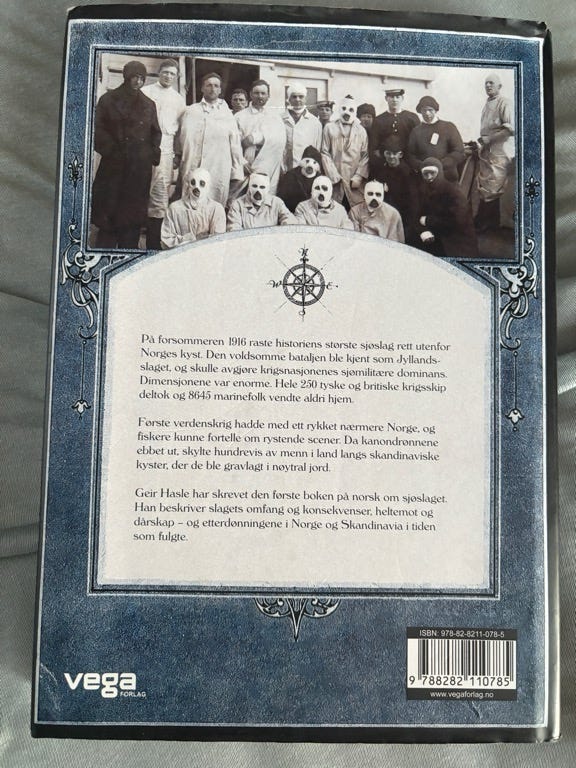 N
W E
S
På forsommeren 1916 raste historiens største sjøslag rett utenfor
Norges kyst. Den voldsomme bataljen ble kjent som Jyllands-
slaget, og skulle avgjøre krigsnasjonenes sjømilitære dominans.
Dimensjonene var enorme. Hele 250 tyske og britiske krigsskip
deltok og 8645 marinefolk vendte aldri hjem.
Første verdenskrig hadde med ett rykket nærmere Norge, og
fiskere kunne fortelle om rystende scener. Da kanondrønnene
ebbet ut, skylte hundrevis av menn i land langs skandinaviske
kyster, der de ble gravlagt i nøytral jord.
Geir Hasle har skrevet den første boken på norsk om sjøslaget.
Han beskriver slagets omfang og konsekvenser, heltemot og
dårskap – og etterdønningene i Norge og Skandinavia i tiden
som fulgte.
vega
FORLAG
ISBN: 978-82-8211-078-5
9 788282 110785
www.vegaforlag.no